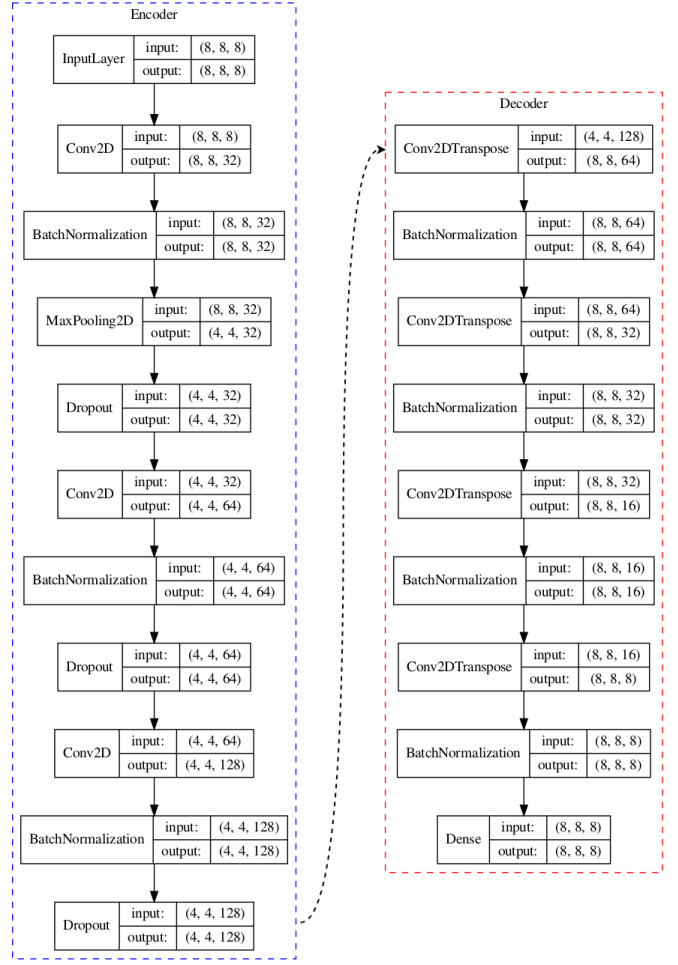 Encoder
InputLayer
input: (8, 8, 8)
output: (8, 8, 8)
Conv2D
input: (8, 8, 8)
output: (8, 8, 32)
BatchNormalization
input: (8, 8, 32)
output: (8, 8, 32)
MaxPooling2D
input: (8, 8, 32)
output: (4, 4, 32)
Dropout
input: (4, 4, 32)
output: (4, 4, 32)
Conv2D
input: (4, 4, 32)
output: (4, 4, 64)
BatchNormalization
input: (4, 4, 64)
output: (4, 4, 64)
Dropout
input: (4, 4, 64)
output: (4, 4, 64)
Conv2D
input: (4, 4, 64)
output: (4, 4, 128)
BatchNormalization
input: (4, 4, 128)
output: (4, 4, 128)
Dropout
input: (4, 4, 128)
output: (4, 4, 128)
Decoder
Conv2DTranspose
input: (4, 4, 128)
output: (8, 8, 64)
BatchNormalization
input: (8, 8, 64)
output: (8, 8, 64)
Conv2DTranspose
input: (8, 8, 64)
output: (8, 8, 32)
BatchNormalization
input: (8, 8, 32)
output: (8, 8, 32)
Conv2DTranspose
input: (8, 8, 32)
output: (8, 8, 16)
BatchNormalization
input: (8, 8, 16)
output: (8, 8, 16)
Conv2DTranspose
input: (8, 8, 16)
output: (8, 8, 8)
BatchNormalization
input: (8, 8, 8)
output: (8, 8, 8)
Dense
input: (8, 8, 8)
output: (8, 8, 8)